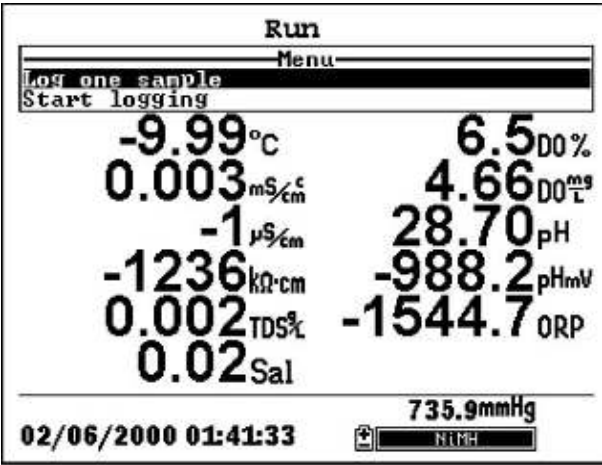 Run
Menu
Log one sample
Start logging
-9.99°C 6.5DO%
0.003mS/cmᶜ 4.66DO mg/L
-1µS/cm 28.70pH
-1236kΩ·cm -988.2pHmV
0.002TDSg/L -1544.7ORP
0.02Sal
735.9mmHg
02/06/2000 01:41:33 NiMH